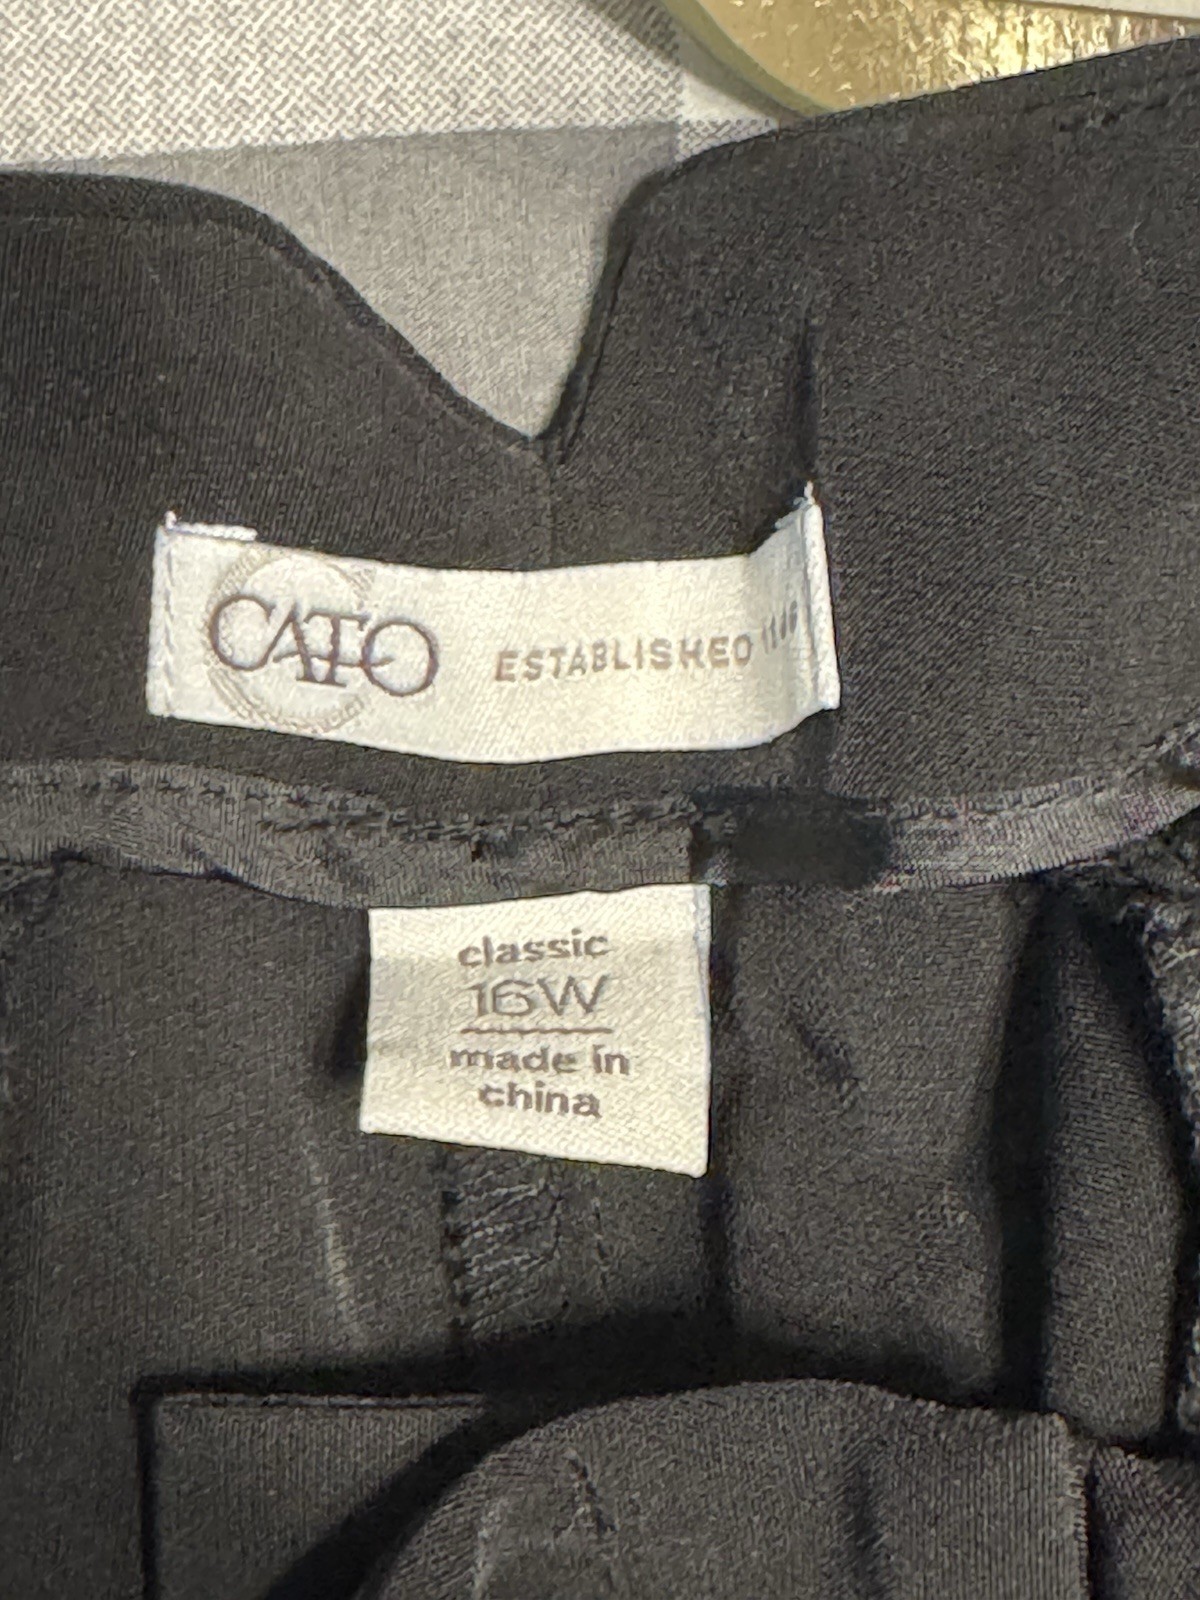 CATO ESTABLISHED
classic
16W
made in
china